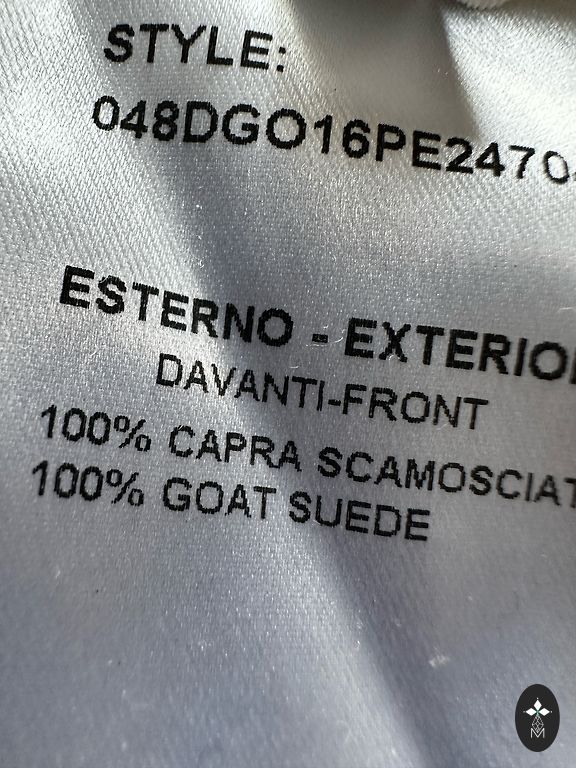 STYLE:
048DGO16PE2470
ESTERNO - EXTERIO
DAVANTI-FRONT
100% CAPRA SCAMOSCIAT
100% GOAT SUEDE
M